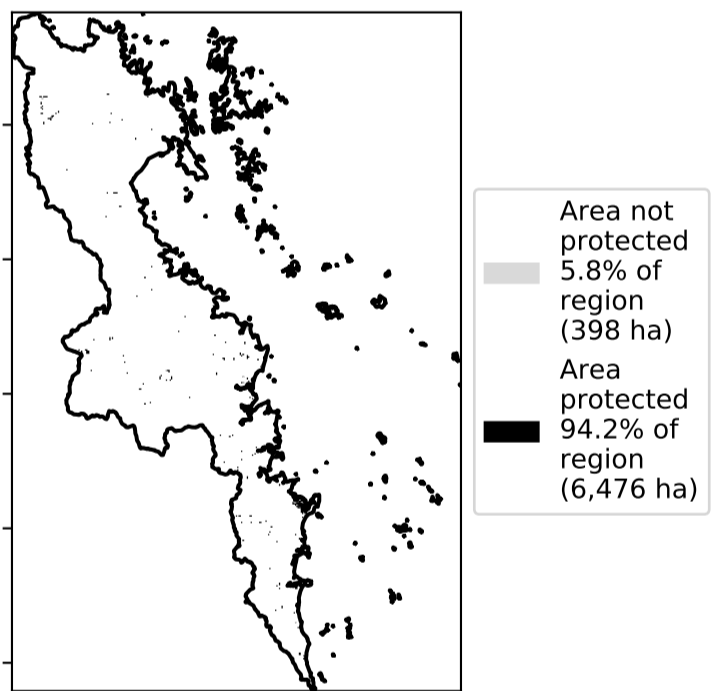 Area not
protected
5.8% of
region
(398 ha)
Area
protected
94.2% of
region
(6,476 ha)